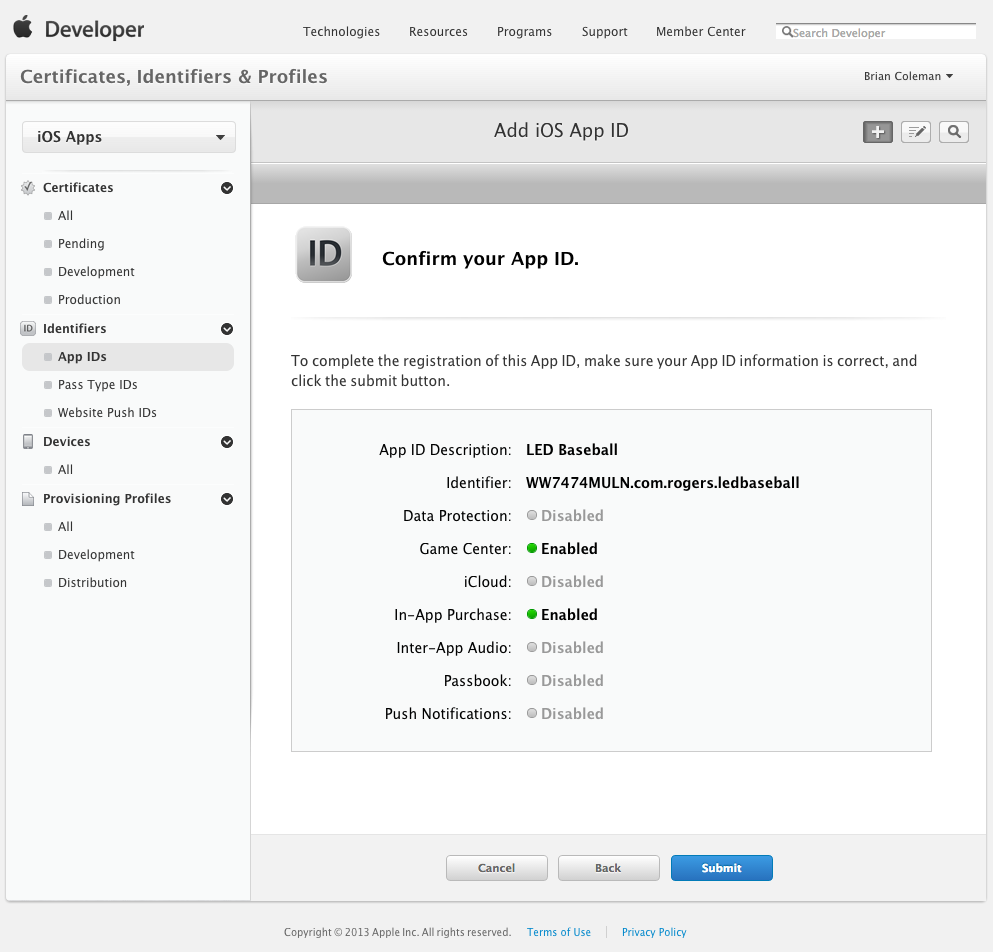 Developer
Technologies Resources Programs Support Member Center Search Developer
Certificates, Identifiers & Profiles Brian Coleman
iOS Apps
Add iOS App ID
Certificates
All
Pending
Development
Production
ID Identifiers
App IDs
Pass Type IDs
Website Push IDs
Devices
All
Provisioning Profiles
All
Development
Distribution
ID Confirm your App ID.
To complete the registration of this App ID, make sure your App ID information is correct, and
click the submit button.
App ID Description: LED Baseball
Identifier: WW7474MULN.com.rogers.ledbaseball
Data Protection: Disabled
Game Center: Enabled
iCloud: Disabled
In-App Purchase: Enabled
Inter-App Audio: Disabled
Passbook: Disabled
Push Notifications: Disabled
Cancel Back Submit
Copyright © 2013 Apple Inc. All rights reserved. Terms of Use Privacy Policy